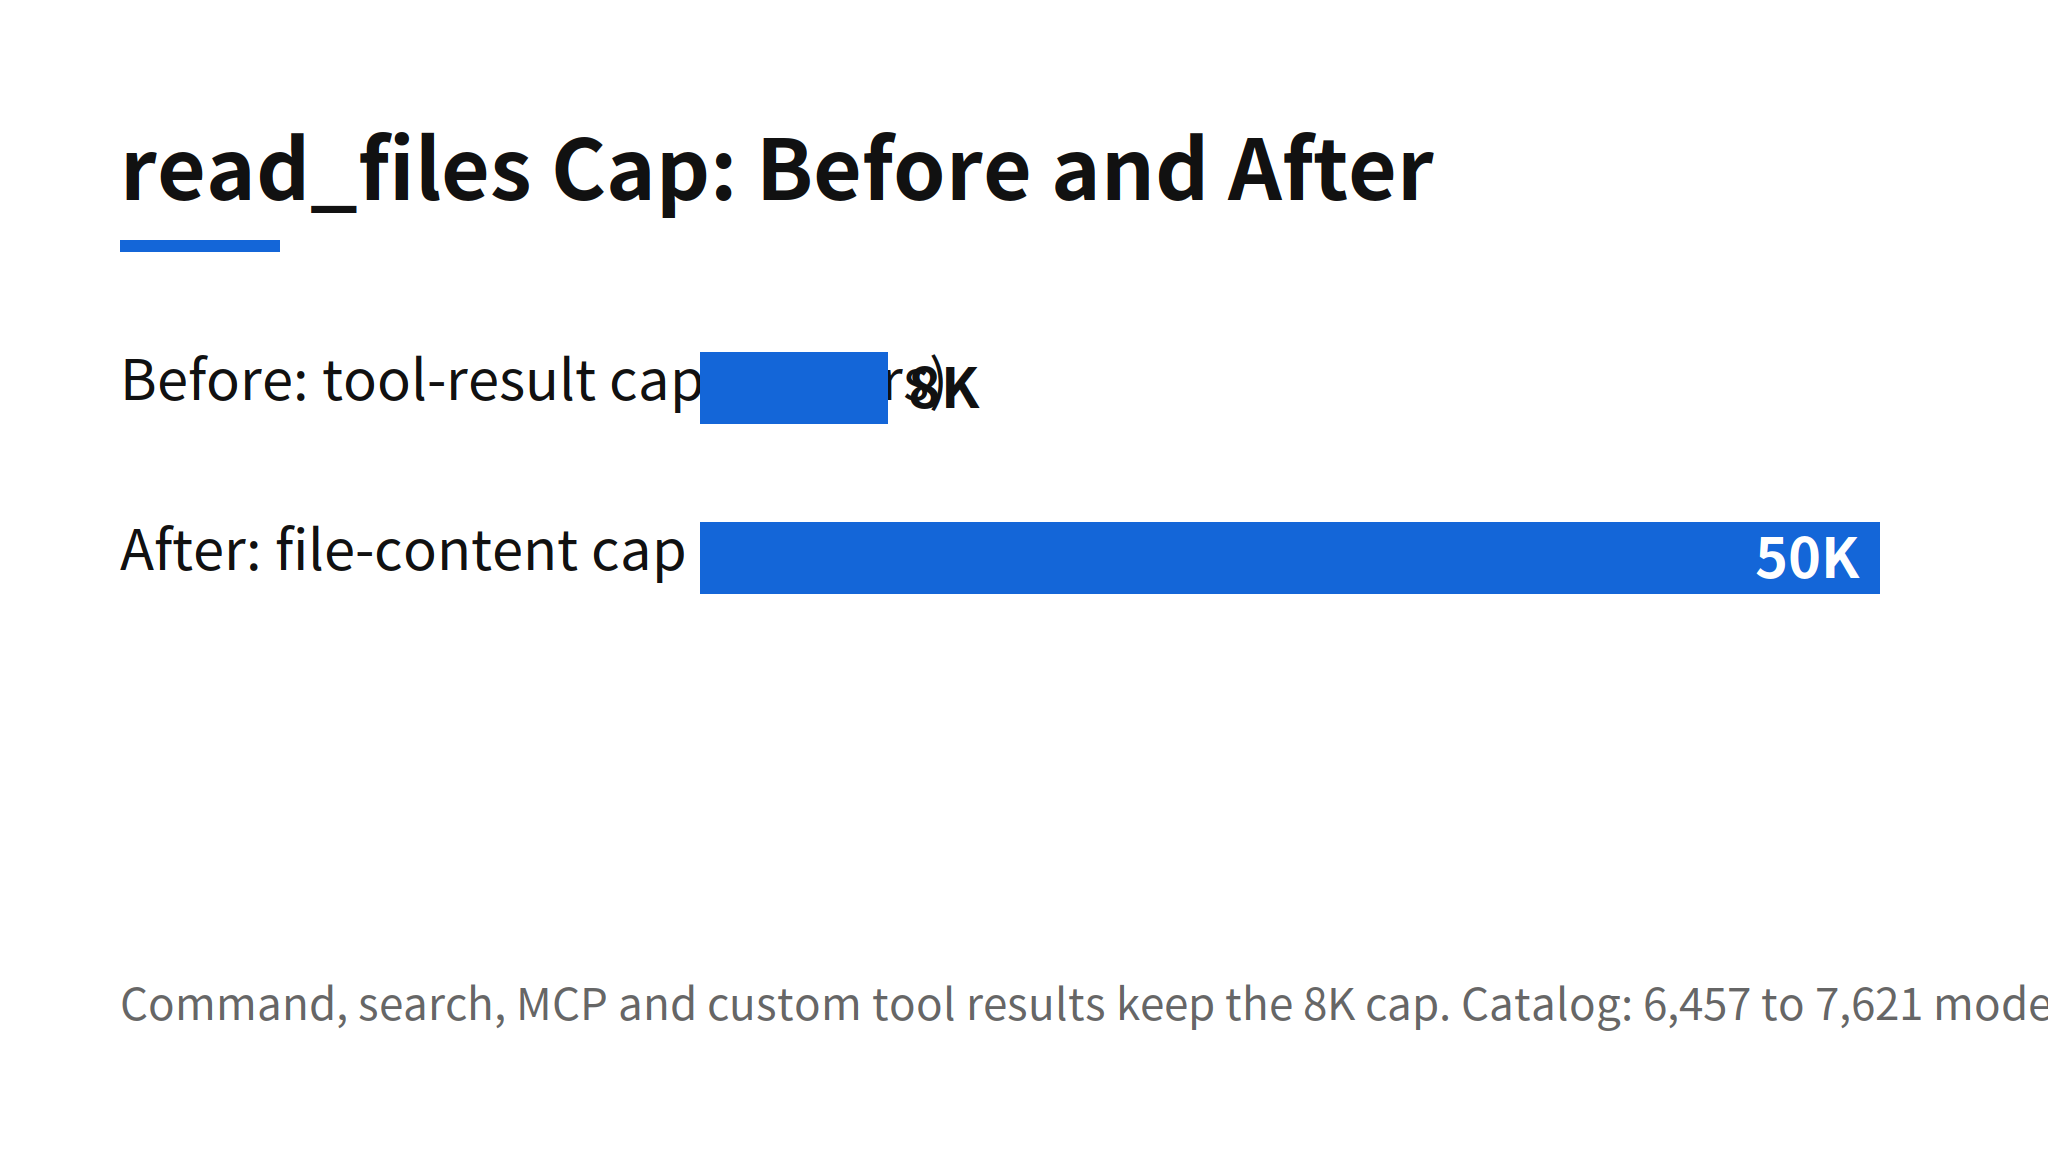 read_files Cap: Before and After
Before: tool-result cap
8K
After: file-content cap
50K
Command, search, MCP and custom tool results keep the 8K cap. Catalog: 6,457 to 7,621